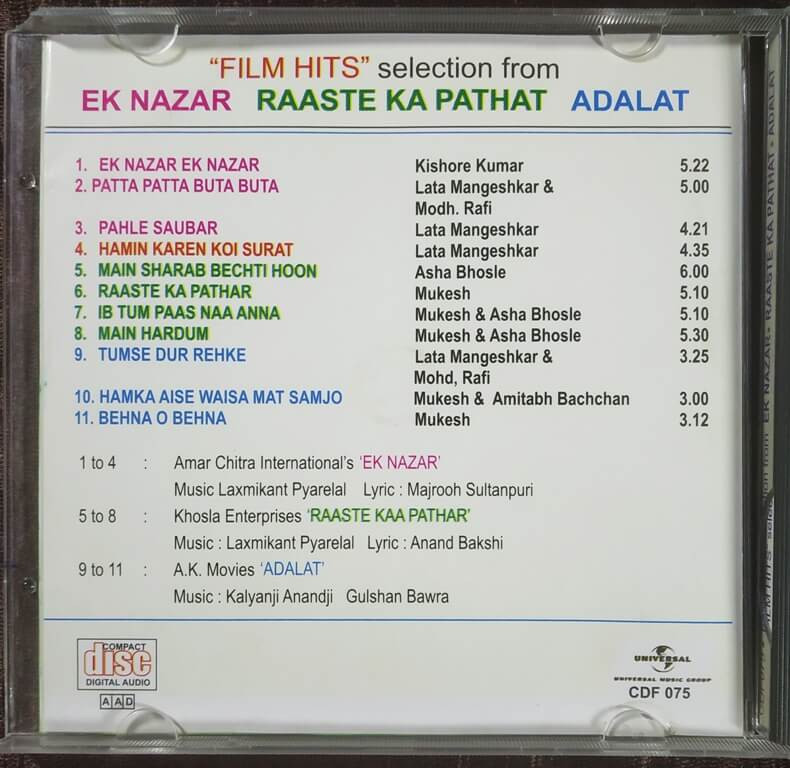 “FILM HITS” selection from
EK NAZAR RAASTE KA PATHAT ADALAT
1. EK NAZAR EK NAZAR Kishore Kumar 5.22
2. PATTA PATTA BUTA BUTA Lata Mangeshkar & 5.00
Modh. Rafi
3. PAHLE SAUBAR Lata Mangeshkar 4.21
4. HAMIN KAREN KOI SURAT Lata Mangeshkar 4.35
5. MAIN SHARAB BECHTI HOON Asha Bhosle 6.00
6. RAASTE KA PATHAR Mukesh 5.10
7. IB TUM PAAS NAA ANNA Mukesh & Asha Bhosle 5.10
8. MAIN HARDUM Mukesh & Asha Bhosle 5.30
9. TUMSE DUR REHKE Lata Mangeshkar & 3.25
Mohd, Rafi
10. HAMKA AISE WAISA MAT SAMJO Mukesh & Amitabh Bachchan 3.00
11. BEHNA O BEHNA Mukesh 3.12
1 to 4 : Amar Chitra International's ‘EK NAZAR’
Music Laxmikant Pyarelal Lyric : Majrooh Sultanpuri
5 to 8 : Khosla Enterprises ‘RAASTE KAA PATHAR’
Music : Laxmikant Pyarelal Lyric : Anand Bakshi
9 to 11 : A.K. Movies ‘ADALAT’
Music : Kalyanji Anandji Gulshan Bawra
COMPACT
disc
DIGITAL AUDIO
AAD
UNIVERSAL
UNIVERSAL MUSIC GROUP
CDF 075
from EK NAZAR - RAASTE KA PATHAT - ADALAT